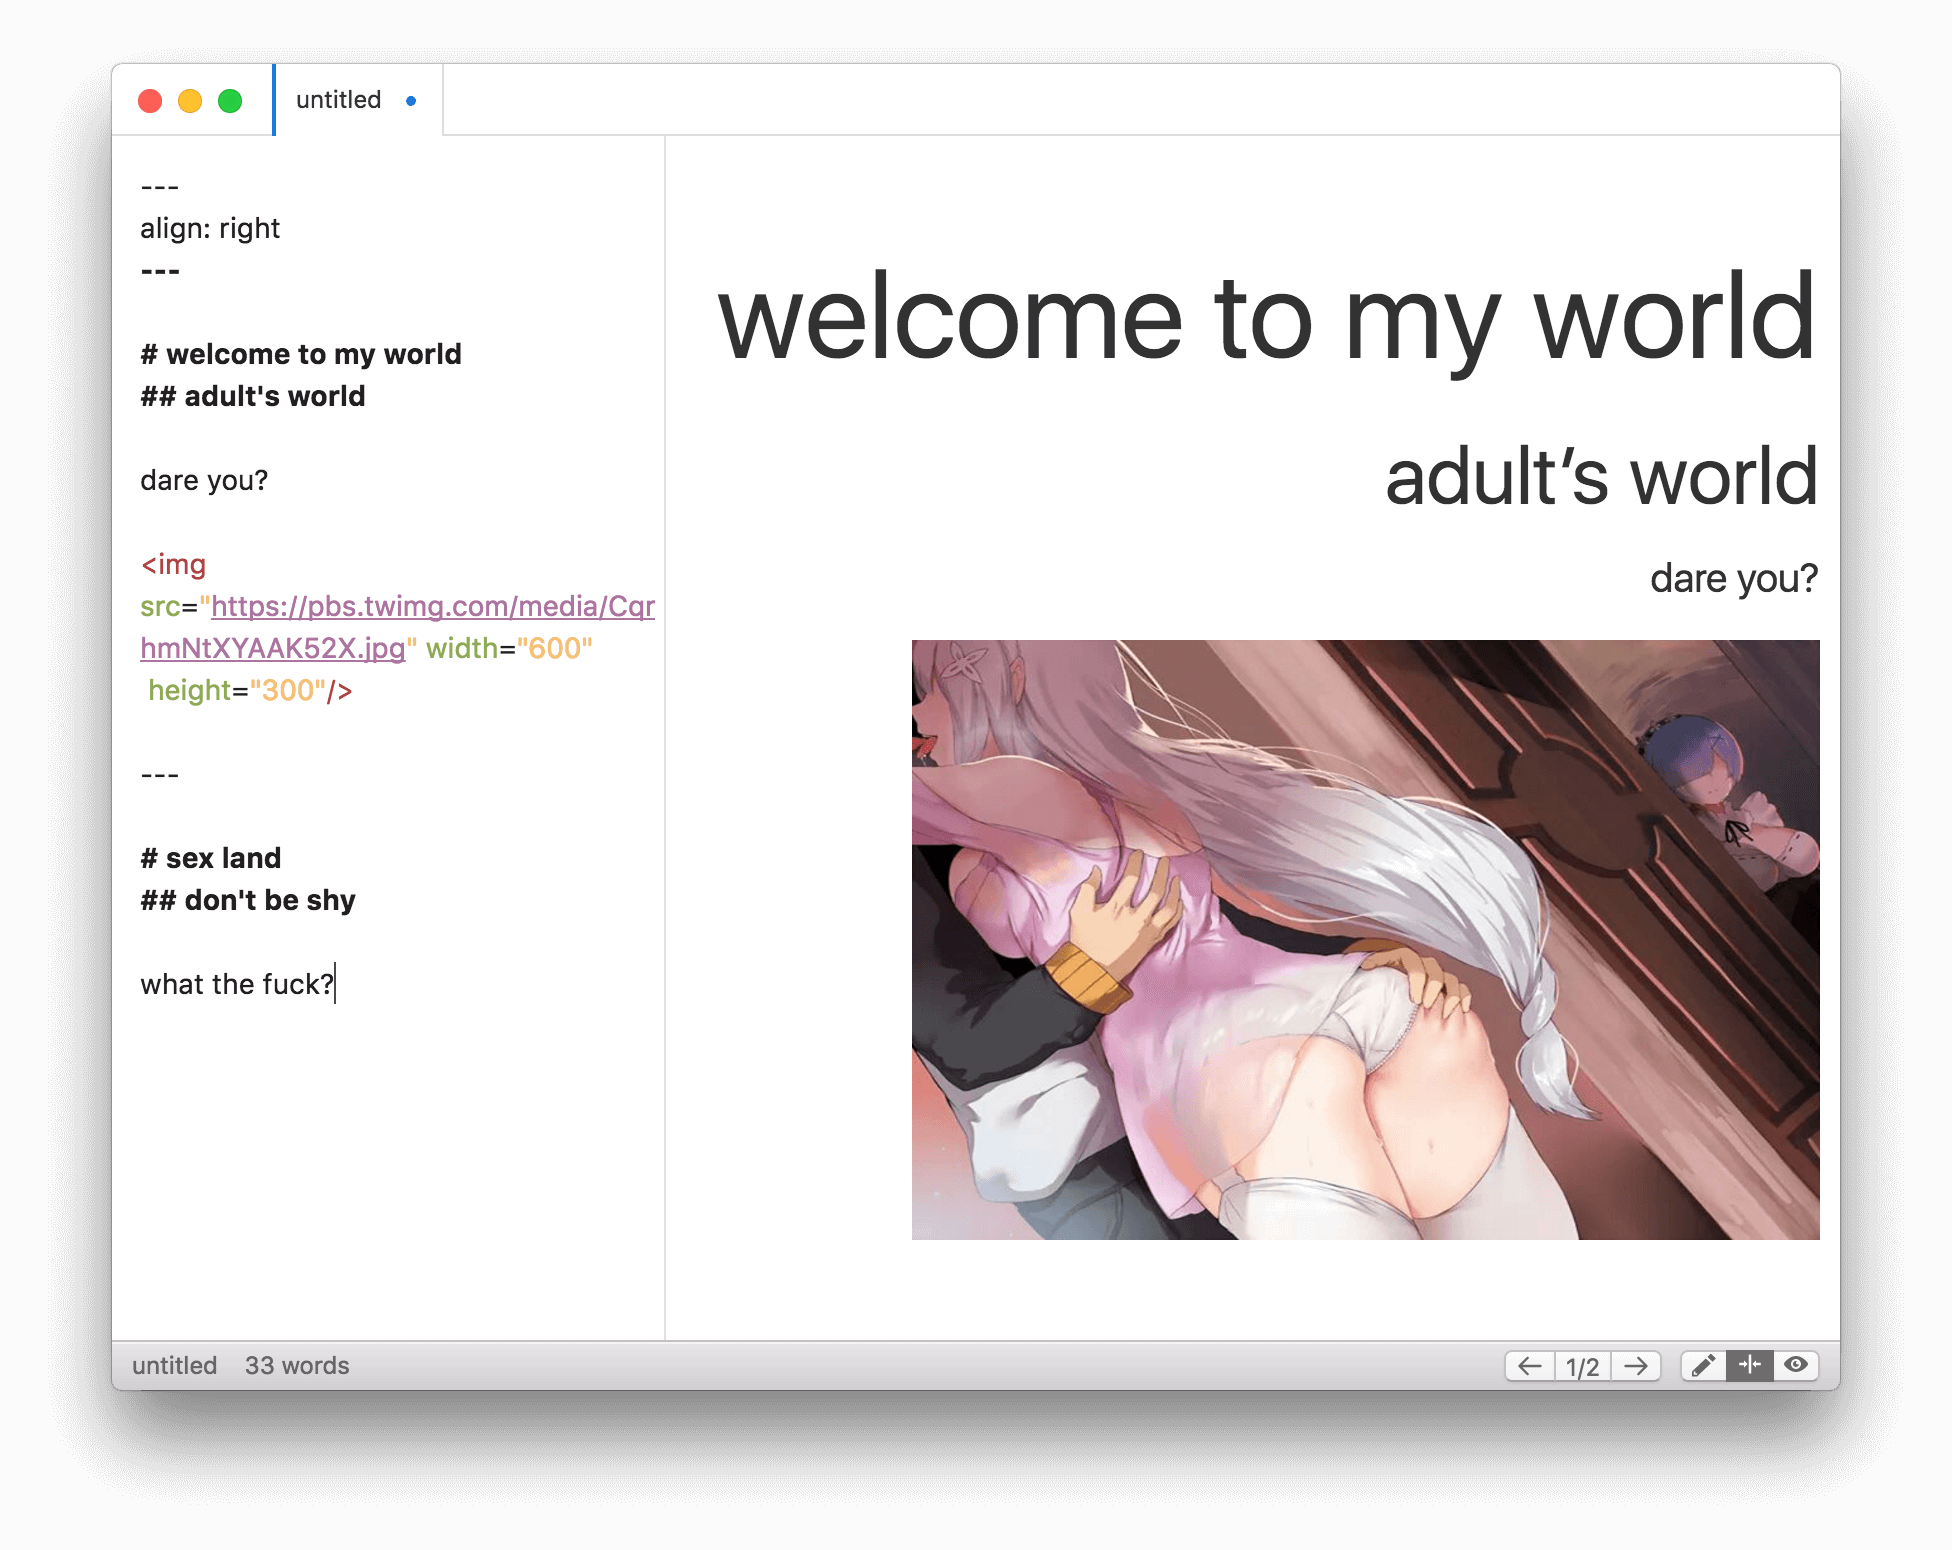 untitled
---
align: right
---
# welcome to my world
## adult's world
dare you?
<img
src="https://pbs.twimg.com/media/Cqr
hmNtXYAAK52X.jpg" width="600"
height="300"/>
---
# sex land
## don't be shy
what the fuck?
welcome to my world
adult‘s world
dare you?
untitled 33 words
1/2